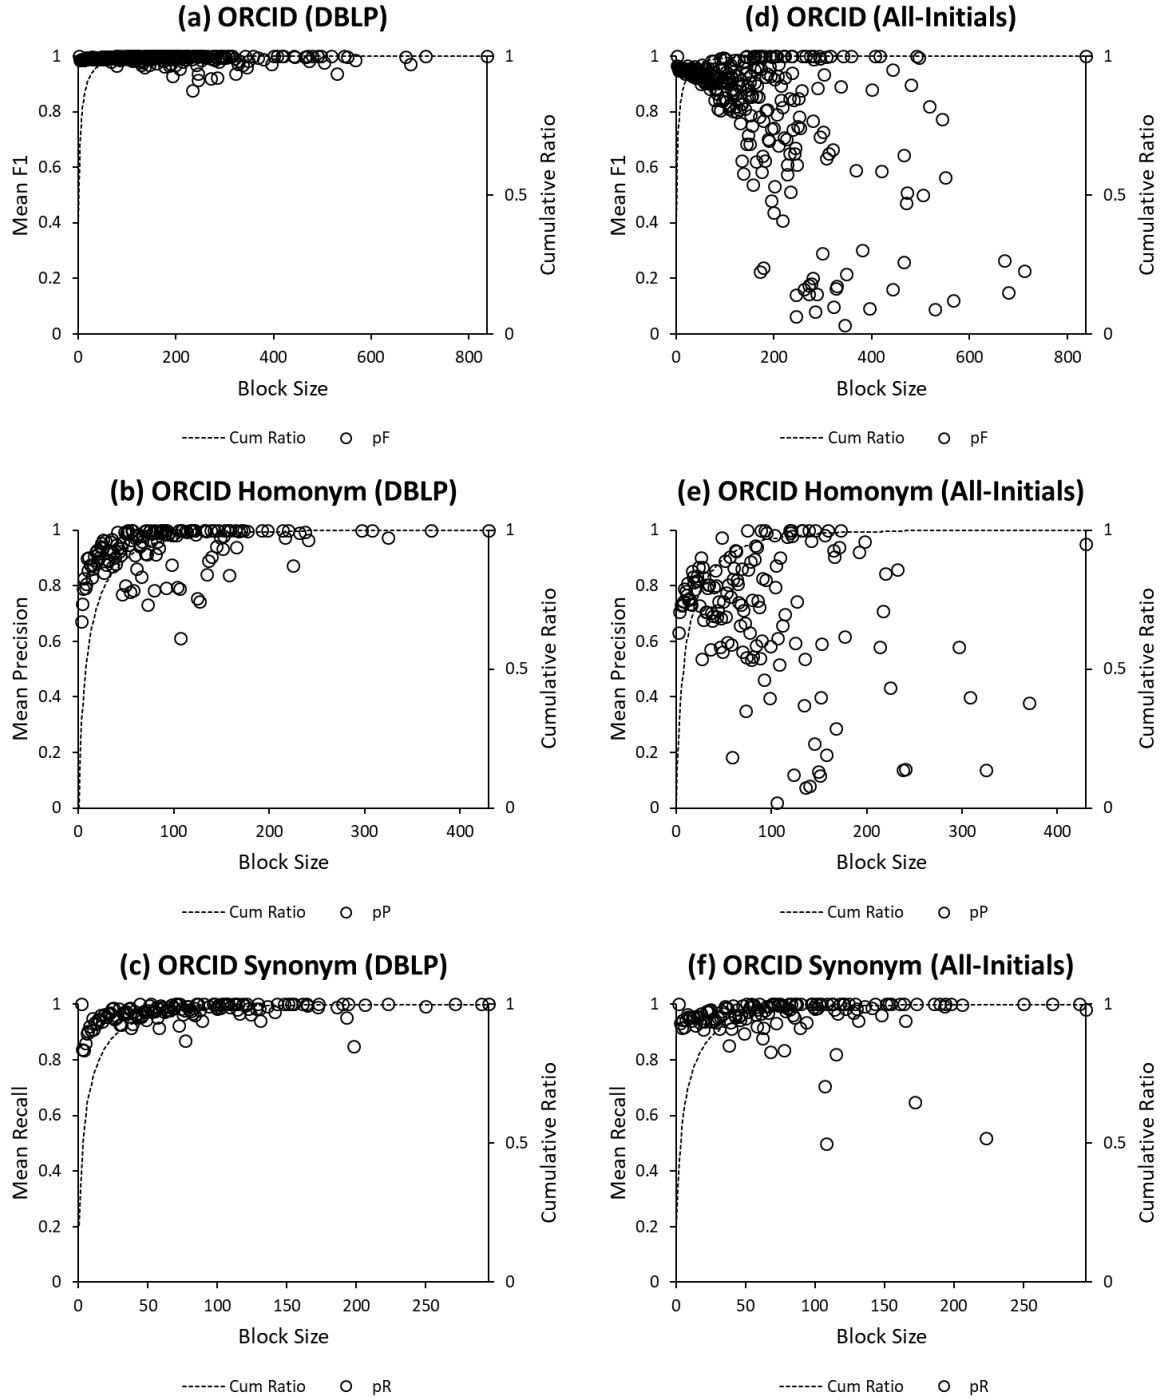 (a) ORCID (DBLP)
1
0.8
0.6
0.4
0.2
0
Mean F1
1
0.5
0
Cumulative Ratio
0 200 400 600 800
Block Size
Cum Ratio pF
(d) ORCID (All-Initials)
1
0.8
0.6
0.4
0.2
0
Mean F1
1
0.5
0
Cumulative Ratio
0 200 400 600 800
Block Size
Cum Ratio pF
(b) ORCID Homonym (DBLP)
1
0.8
0.6
0.4
0.2
0
Mean Precision
1
0.5
0
Cumulative Ratio
0 100 200 300 400
Block Size
Cum Ratio pP
(e) ORCID Homonym (All-Initials)
1
0.8
0.6
0.4
0.2
0
Mean Precision
1
0.5
0
Cumulative Ratio
0 100 200 300 400
Block Size
Cum Ratio pP
(c) ORCID Synonym (DBLP)
1
0.8
0.6
0.4
0.2
0
Mean Recall
1
0.5
0
Cumulative Ratio
0 50 100 150 200 250
Block Size
Cum Ratio pR
(f) ORCID Synonym (All-Initials)
1
0.8
0.6
0.4
0.2
0
Mean Recall
1
0.5
0
Cumulative Ratio
0 50 100 150 200 250
Block Size
Cum Ratio pR